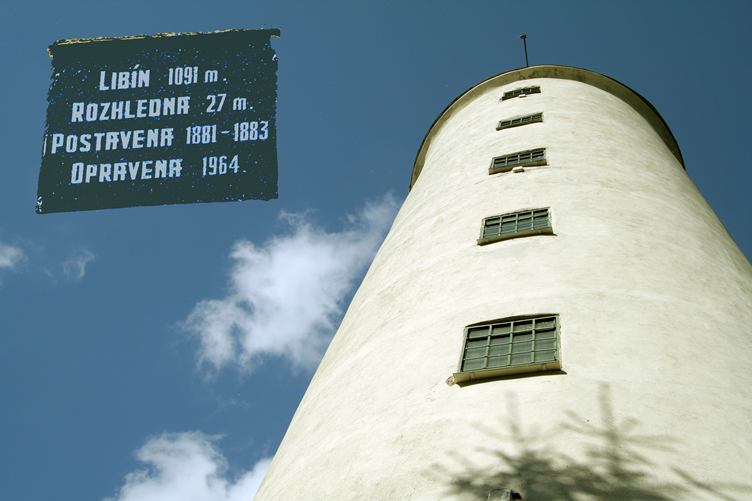 LIBÍN 1091 m.
ROZHLEDNA 27 m.
POSTAVENA 1881-1883
OPRAVENA 1964